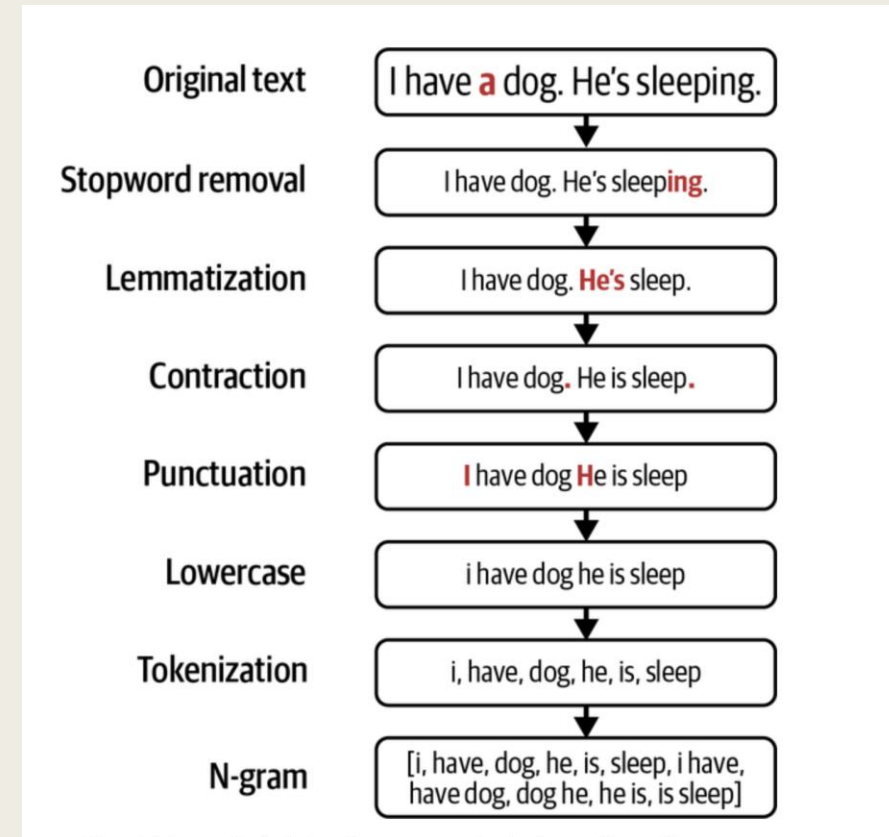 Original text
I have a dog. He's sleeping.
Stopword removal
I have dog. He's sleeping.
Lemmatization
I have dog. He's sleep.
Contraction
I have dog. He is sleep.
Punctuation
I have dog He is sleep
Lowercase
i have dog he is sleep
Tokenization
i, have, dog, he, is, sleep
N-gram
[i, have, dog, he, is, sleep, i have,
have dog, dog he, he is, is sleep]